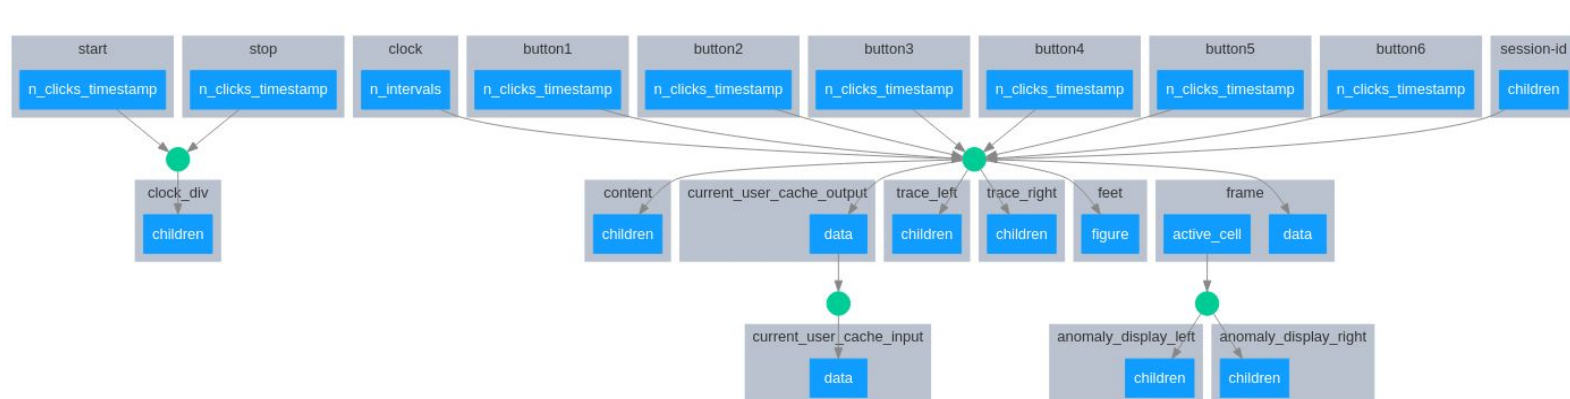 start stop clock button1 button2 button3 button4 button5 button6 session-id
n_clicks_timestamp n_clicks_timestamp n_intervals n_clicks_timestamp n_clicks_timestamp n_clicks_timestamp n_clicks_timestamp n_clicks_timestamp n_clicks_timestamp children
clock_div content current_user_cache_output trace_left trace_right feet frame
children children data children children figure active_cell data
current_user_cache_input anomaly_display_left anomaly_display_right
data children children